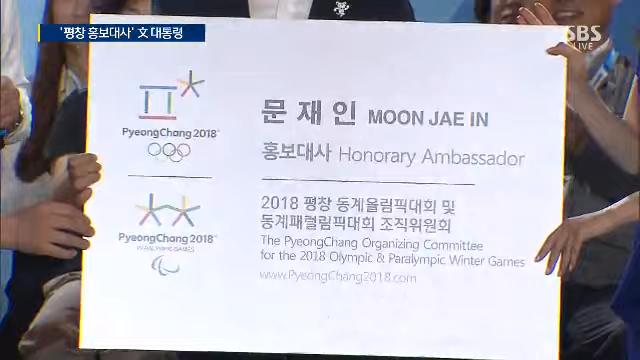 '평창 홍보대사' 文 대통령
SBS
LIVE
PyeongChang 2018
문 재 인 MOON JAE IN
홍보대사 Honorary Ambassador
PyeongChang 2018
PARALYMPIC GAMES
2018 평창 동계올림픽대회 및
동계패럴림픽대회 조직위원회
The PyeongChang Organizing Committee
for the 2018 Olympic & Paralympic Winter Games
www.PyeongChang2018.com